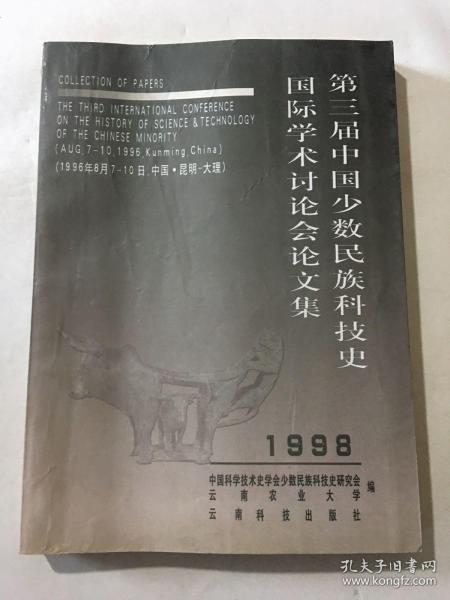 COLLECTION OF PAPERS
THE THIRD INTERNATIONAL CONFERENCE
ON THE HISTORY OF SCIENCE & TECHNOLOGY
OF THE CHINESE MINORITY
(AUG. 7-10, 1996, Kunming China)
(1996年8月7-10日 中国·昆明-大理)
第三届中国少数民族科技史
国际学术讨论会论文集
1998
中国科学技术史学会少数民族科技史研究会
云南农业大学 编
云南科技出版社
孔夫子旧书网
www.kongfz.com